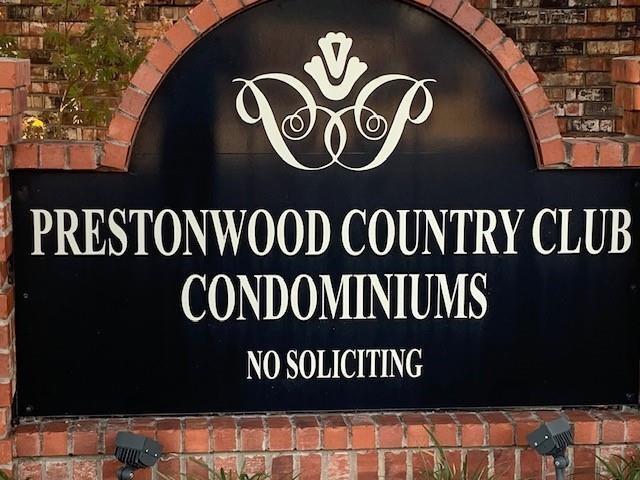 PRESTONWOOD COUNTRY CLUB
CONDOMINIUMS
NO SOLICITING